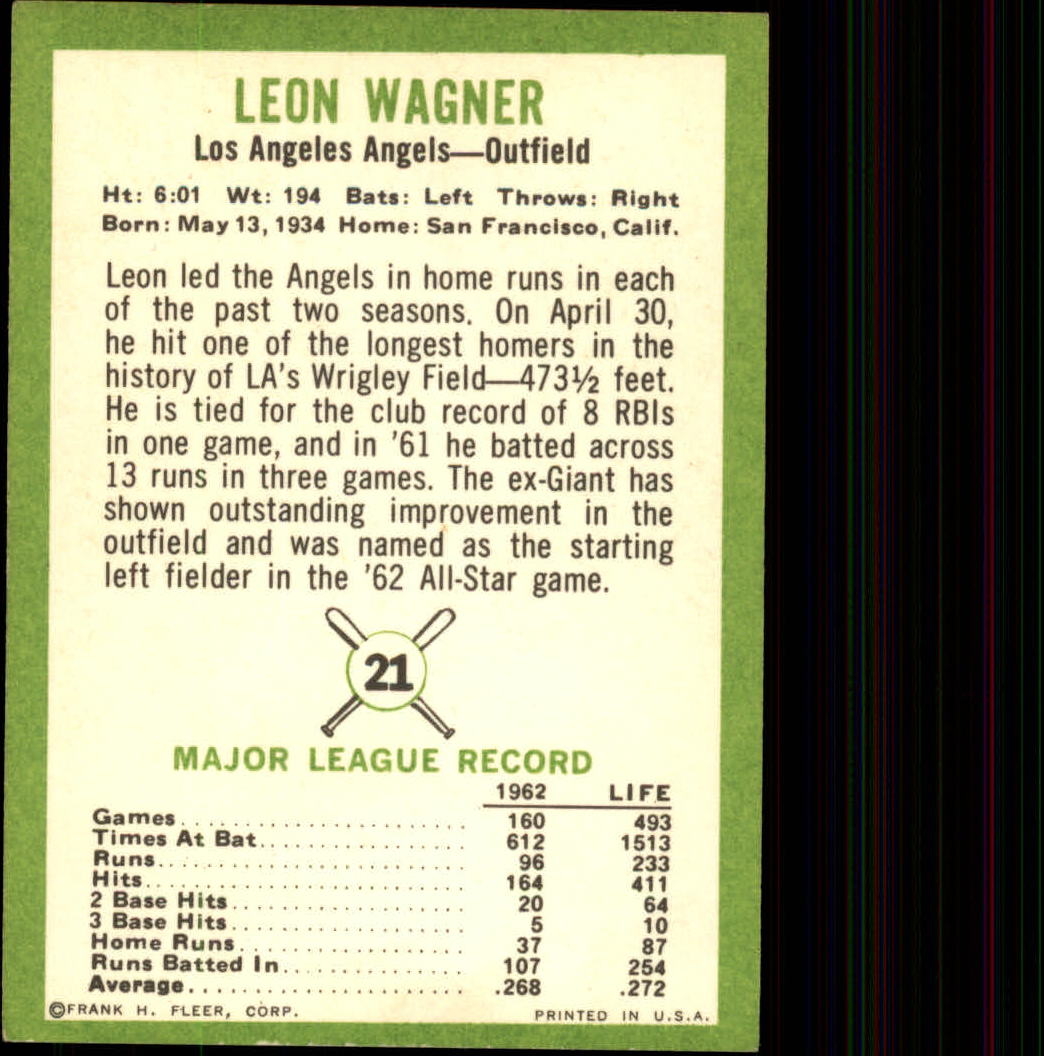 LEON WAGNER
Los Angeles Angels—Outfield
Ht: 6:01 Wt: 194 Bats: Left Throws: Right
Born: May 13, 1934 Home: San Francisco, Calif.
Leon led the Angels in home runs in each
of the past two seasons. On April 30,
he hit one of the longest homers in the
history of LA's Wrigley Field—473½ feet.
He is tied for the club record of 8 RBIs
in one game, and in '61 he batted across
13 runs in three games. The ex-Giant has
shown outstanding improvement in the
outfield and was named as the starting
left fielder in the '62 All-Star game.
21
MAJOR LEAGUE RECORD
1962 LIFE
Games....................... 160 493
Times At Bat................. 612 1513
Runs......................... 96 233
Hits.......................... 164 411
2 Base Hits................... 20 64
3 Base Hits................... 5 10
Home Runs................... 37 87
Runs Batted In............... 107 254
Average....................... .268 .272
©FRANK H. FLEER, CORP. PRINTED IN U.S.A.